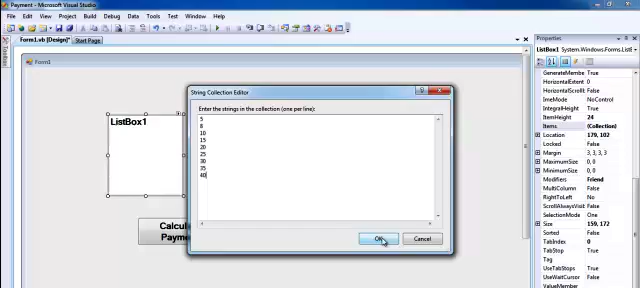 Payment - Microsoft Visual Studio
File Edit View Project Build Debug Data Tools Test Window Help
Form1.vb [Design]* Start Page
Toolbox
Form1
ListBox1
Calcul
Payme
String Collection Editor
Enter the strings in the collection (one per line):
5
8
10
15
20
25
30
35
40
OK
Cancel
Properties
ListBox1 System.Windows.Forms.ListE
GenerateMembe True
HorizontalExtent 0
HorizontalScrollb False
ImeMode NoControl
IntegralHeight True
ItemHeight 24
Items (Collection)
Location 179, 102
Locked False
Margin 3, 3, 3, 3
MaximumSize 0, 0
MinimumSize 0, 0
Modifiers Friend
MultiColumn False
RightToLeft No
ScrollAlwaysVisib False
SelectionMode One
Size 159, 172
Sorted False
TabIndex 0
TabStop True
Tag
UseTabStops True
UseWaitCursor False
ValueMember